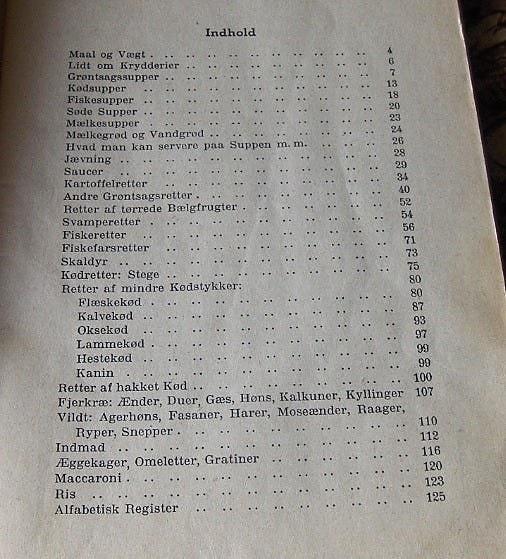 Indhold
Maal og Vægt . .. .. .. .. .. .. .. .. .. .. 4
Lidt om Krydderier .. .. .. .. .. .. .. .. .. 6
Grøntsagssupper .. .. .. .. .. .. .. .. .. .. 7
Kødsupper .. .. .. .. .. .. .. .. .. .. .. 13
Fiskesupper .. .. .. .. .. .. .. .. .. .. 18
Søde Supper .. .. .. .. .. .. .. .. .. .. 20
Mælkesupper .. .. .. .. .. .. .. .. .. .. 23
Mælkegrød og Vandgrød .. .. .. .. .. .. .. .. 24
Hvad man kan servere paa Suppen m. m. .. .. .. .. 26
Jævning .. .. .. .. .. .. .. .. .. .. .. 28
Saucer .. .. .. .. .. .. .. .. .. .. .. 29
Kartoffelretter .. .. .. .. .. .. .. .. .. .. 34
Andre Grøntsagsretter . .. .. .. .. .. .. .. .. 40
Retter af tørrede Bælgfrugter . .. .. .. .. .. .. 52
Svamperetter .. .. .. .. .. .. .. .. .. .. 54
Fiskeretter .. .. .. .. .. .. .. .. .. .. 56
Fiskefarsretter .. .. .. .. .. .. .. .. .. .. 71
Skaldyr .. .. .. .. .. .. .. .. .. .. .. 73
Kødretter: Stege . .. .. .. .. .. .. .. .. .. 75
Retter af mindre Kødstykker: .. .. .. .. .. .. 80
Flæskekød . .. .. .. .. .. .. .. .. .. 80
Kalvekød . .. .. .. .. .. .. .. .. .. 87
Oksekød .. .. .. .. .. .. .. .. .. .. 93
Lammekød .. .. .. .. .. .. .. .. .. .. 97
Hestekød .. .. .. .. .. .. .. .. .. .. 99
Kanin . .. .. .. .. .. .. .. .. .. .. 99
Retter af hakket Kød . .. .. .. .. .. .. .. .. 100
Fjerkræ: Ænder, Duer, Gæs, Høns, Kalkuner, Kyllinger 107
Vildt: Agerhøns, Fasaner, Harer, Moseænder, Raager,
Ryper, Snepper . .. .. .. .. .. .. .. .. 110
Indmad .. .. .. .. .. .. .. .. .. .. .. 112
Æggekager, Omeletter, Gratiner .. .. .. .. .. .. 116
Maccaroni . .. .. .. .. .. .. .. .. .. .. 120
Ris .. .. .. .. .. .. .. .. .. .. .. .. 123
Alfabetisk Register .. .. .. .. .. .. .. .. .. 125